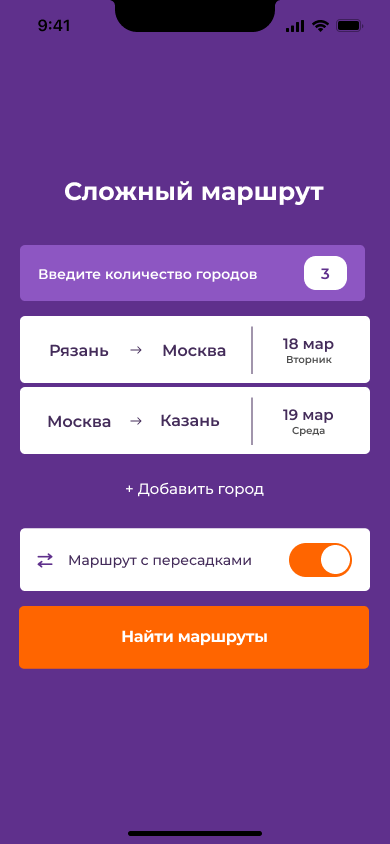 9:41
Сложный маршрут
Введите количество городов 3
Рязань → Москва 18 мар
Вторник
Москва → Казань 19 мар
Среда
+ Добавить город
Маршрут с пересадками
Найти маршруты